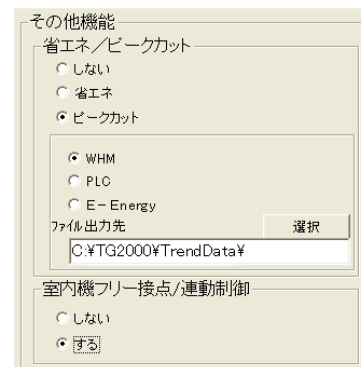 その他機能
省エネ／ピークカット
しない
省エネ
ピークカット
WHM
PLC
E－Energy
ファイル出力先 選択
C:¥TG2000¥TrendData¥
室内機フリー接点/連動制御
しない
する